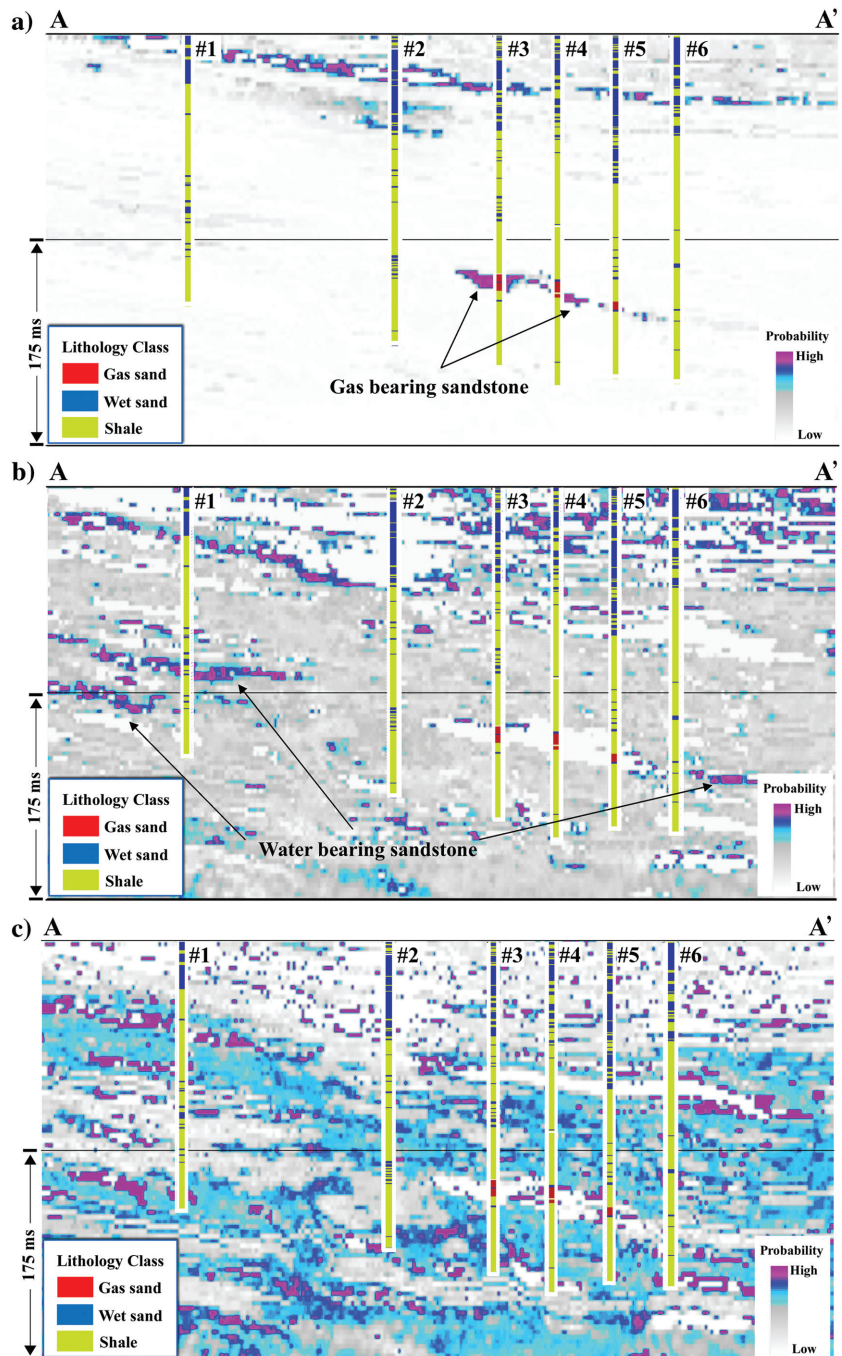 a) A A'
#1 #2 #3 #4 #5 #6
175 ms
Lithology Class
Gas sand
Wet sand
Shale
Gas bearing sandstone
Probability
High
Low
b) A A'
#1 #2 #3 #4 #5 #6
175 ms
Lithology Class
Gas sand
Wet sand
Shale
Water bearing sandstone
Probability
High
Low
c) A A'
#1 #2 #3 #4 #5 #6
175 ms
Lithology Class
Gas sand
Wet sand
Shale
Probability
High
Low